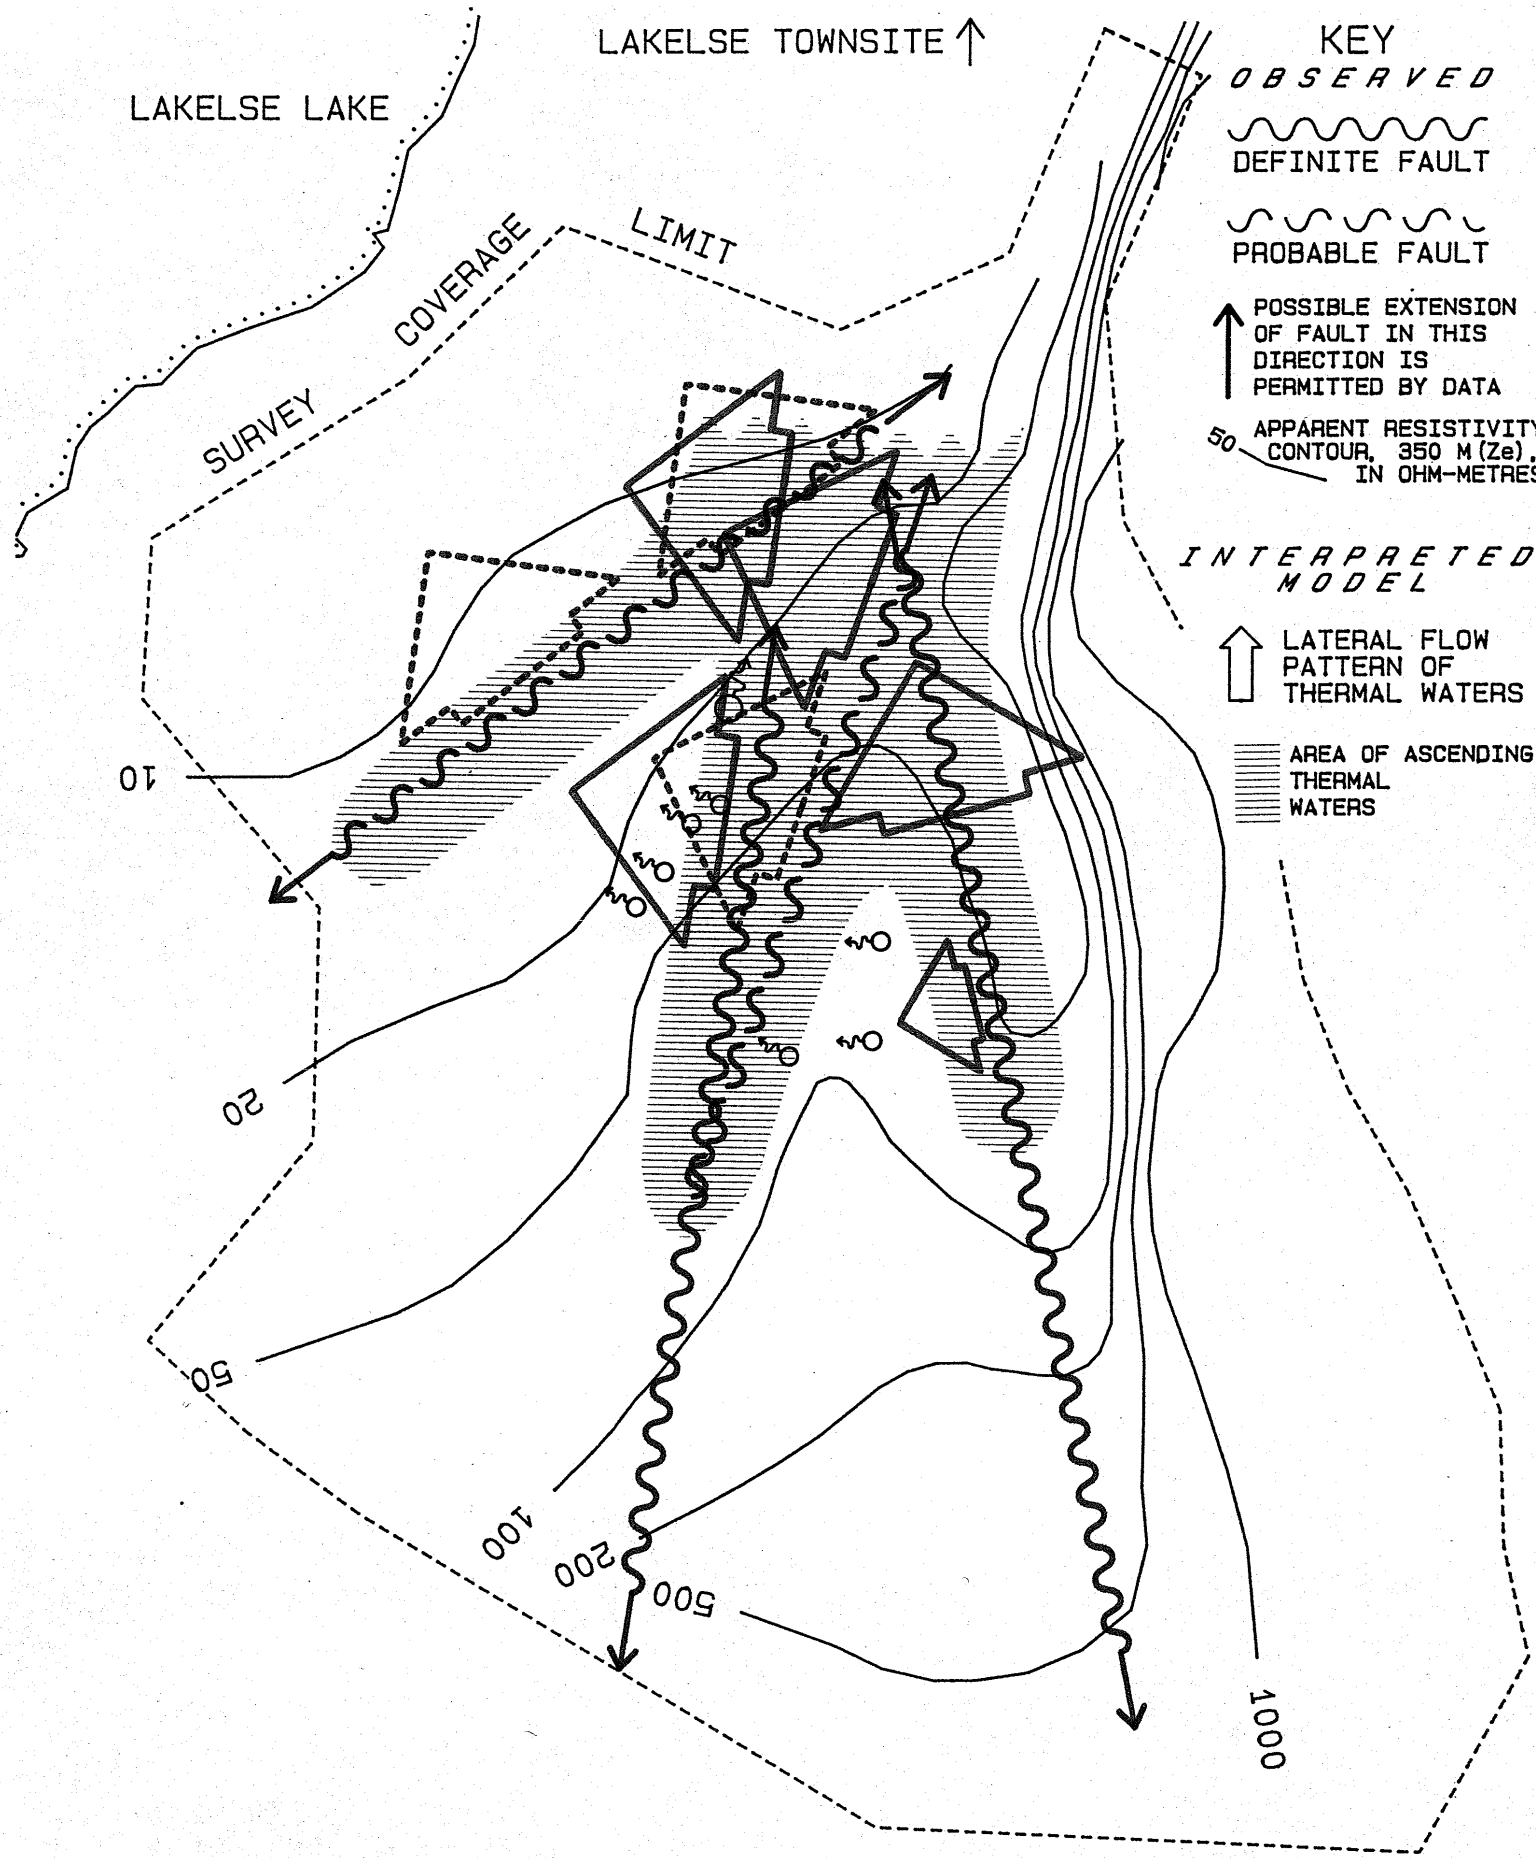 LAKELSE TOWNSITE
LAKELSE LAKE
SURVEY COVERAGE LIMIT
KEY
OBSERVED
DEFINITE FAULT
PROBABLE FAULT
POSSIBLE EXTENSION
OF FAULT IN THIS
DIRECTION IS
PERMITTED BY DATA
50
APPARENT RESISTIVITY
CONTOUR, 350 M (Ze),
IN OHM-METRES
INTERPRETED
MODEL
LATERAL FLOW
PATTERN OF
THERMAL WATERS
AREA OF ASCENDING
THERMAL
WATERS
10
20
50
100
200
500
1000